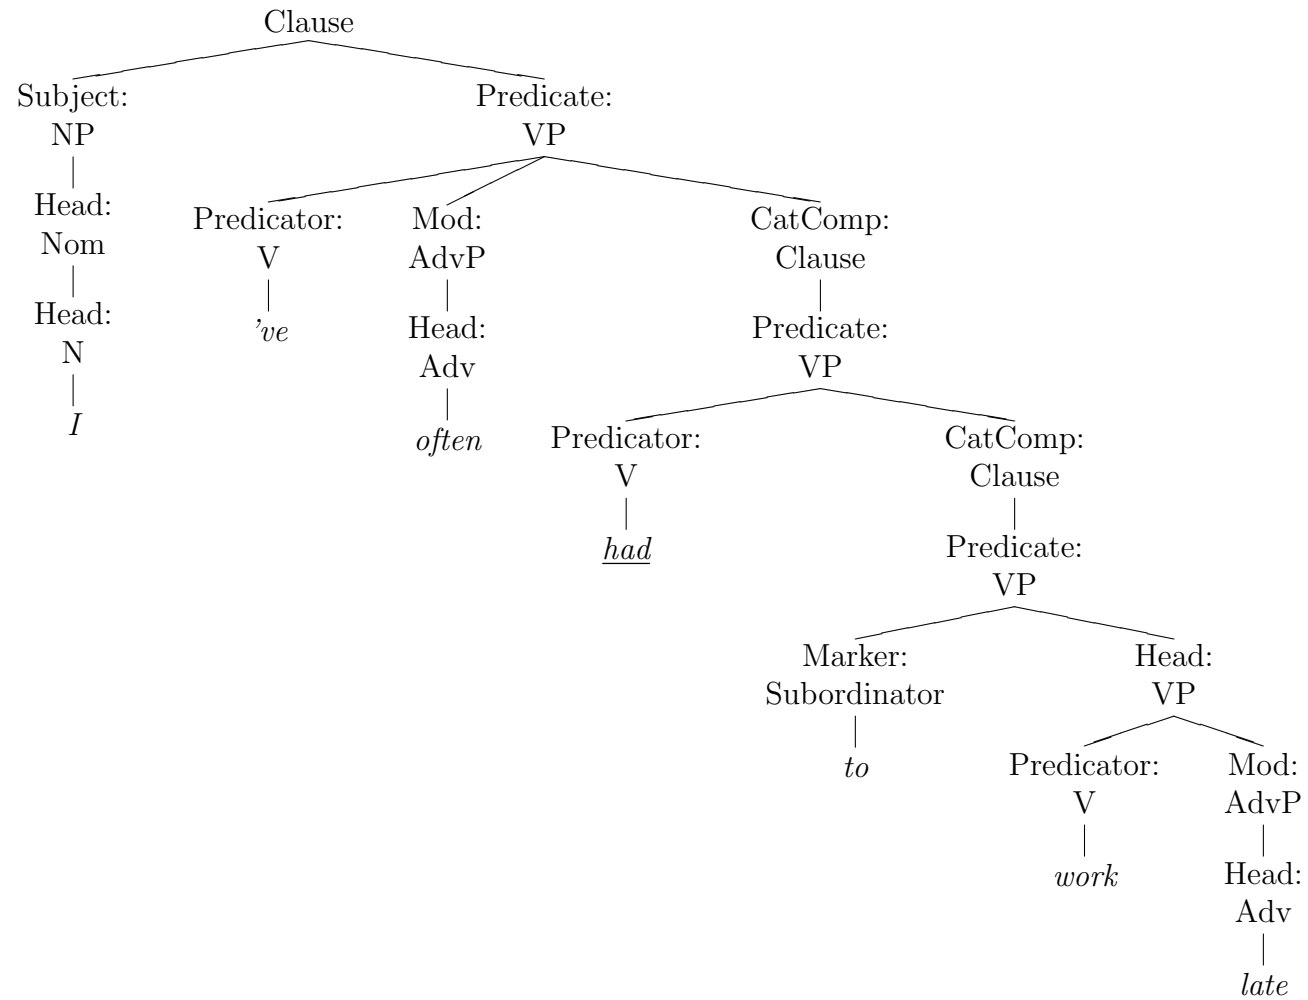 Clause
Subject:
NP
Predicate:
VP
Head:
Nom
Head:
N
I
Predicator:
V
've
Mod:
AdvP
Head:
Adv
often
CatComp:
Clause
Predicate:
VP
Predicator:
V
had
CatComp:
Clause
Predicate:
VP
Marker:
Subordinator
to
Head:
VP
Predicator:
V
work
Mod:
AdvP
Head:
Adv
late